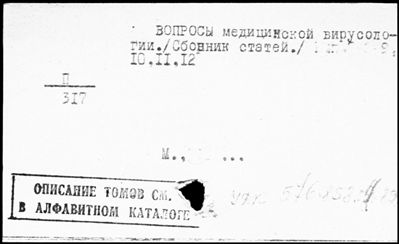 ВОПРОСЫ медицинской вирусоло-
гии./Сборник статей./
10.11.12
П
317
М.,
...
ОПИСАНИЕ ТОМОВ СМ.
В АЛФАВИТНОМ КАТАЛОГЕ